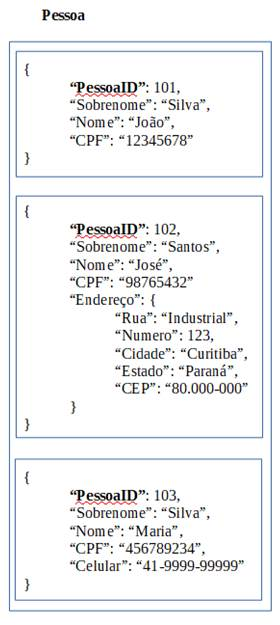 Pessoa
{
“PessoaID”: 101,
“Sobrenome”: “Silva”,
“Nome”: “João”,
“CPF”: “12345678”
}
{
“PessoaID”: 102,
“Sobrenome”: “Santos”,
“Nome”: “José”,
“CPF”: “98765432”
“Endereço”: {
“Rua”: “Industrial”,
“Numero”: 123,
“Cidade”: “Curitiba”,
“Estado”: “Paraná”,
“CEP”: “80.000-000”
}
}
{
“PessoaID”: 103,
“Sobrenome”: “Silva”,
“Nome”: “Maria”,
“CPF”: “456789234”,
“Celular”: “41-9999-99999”
}